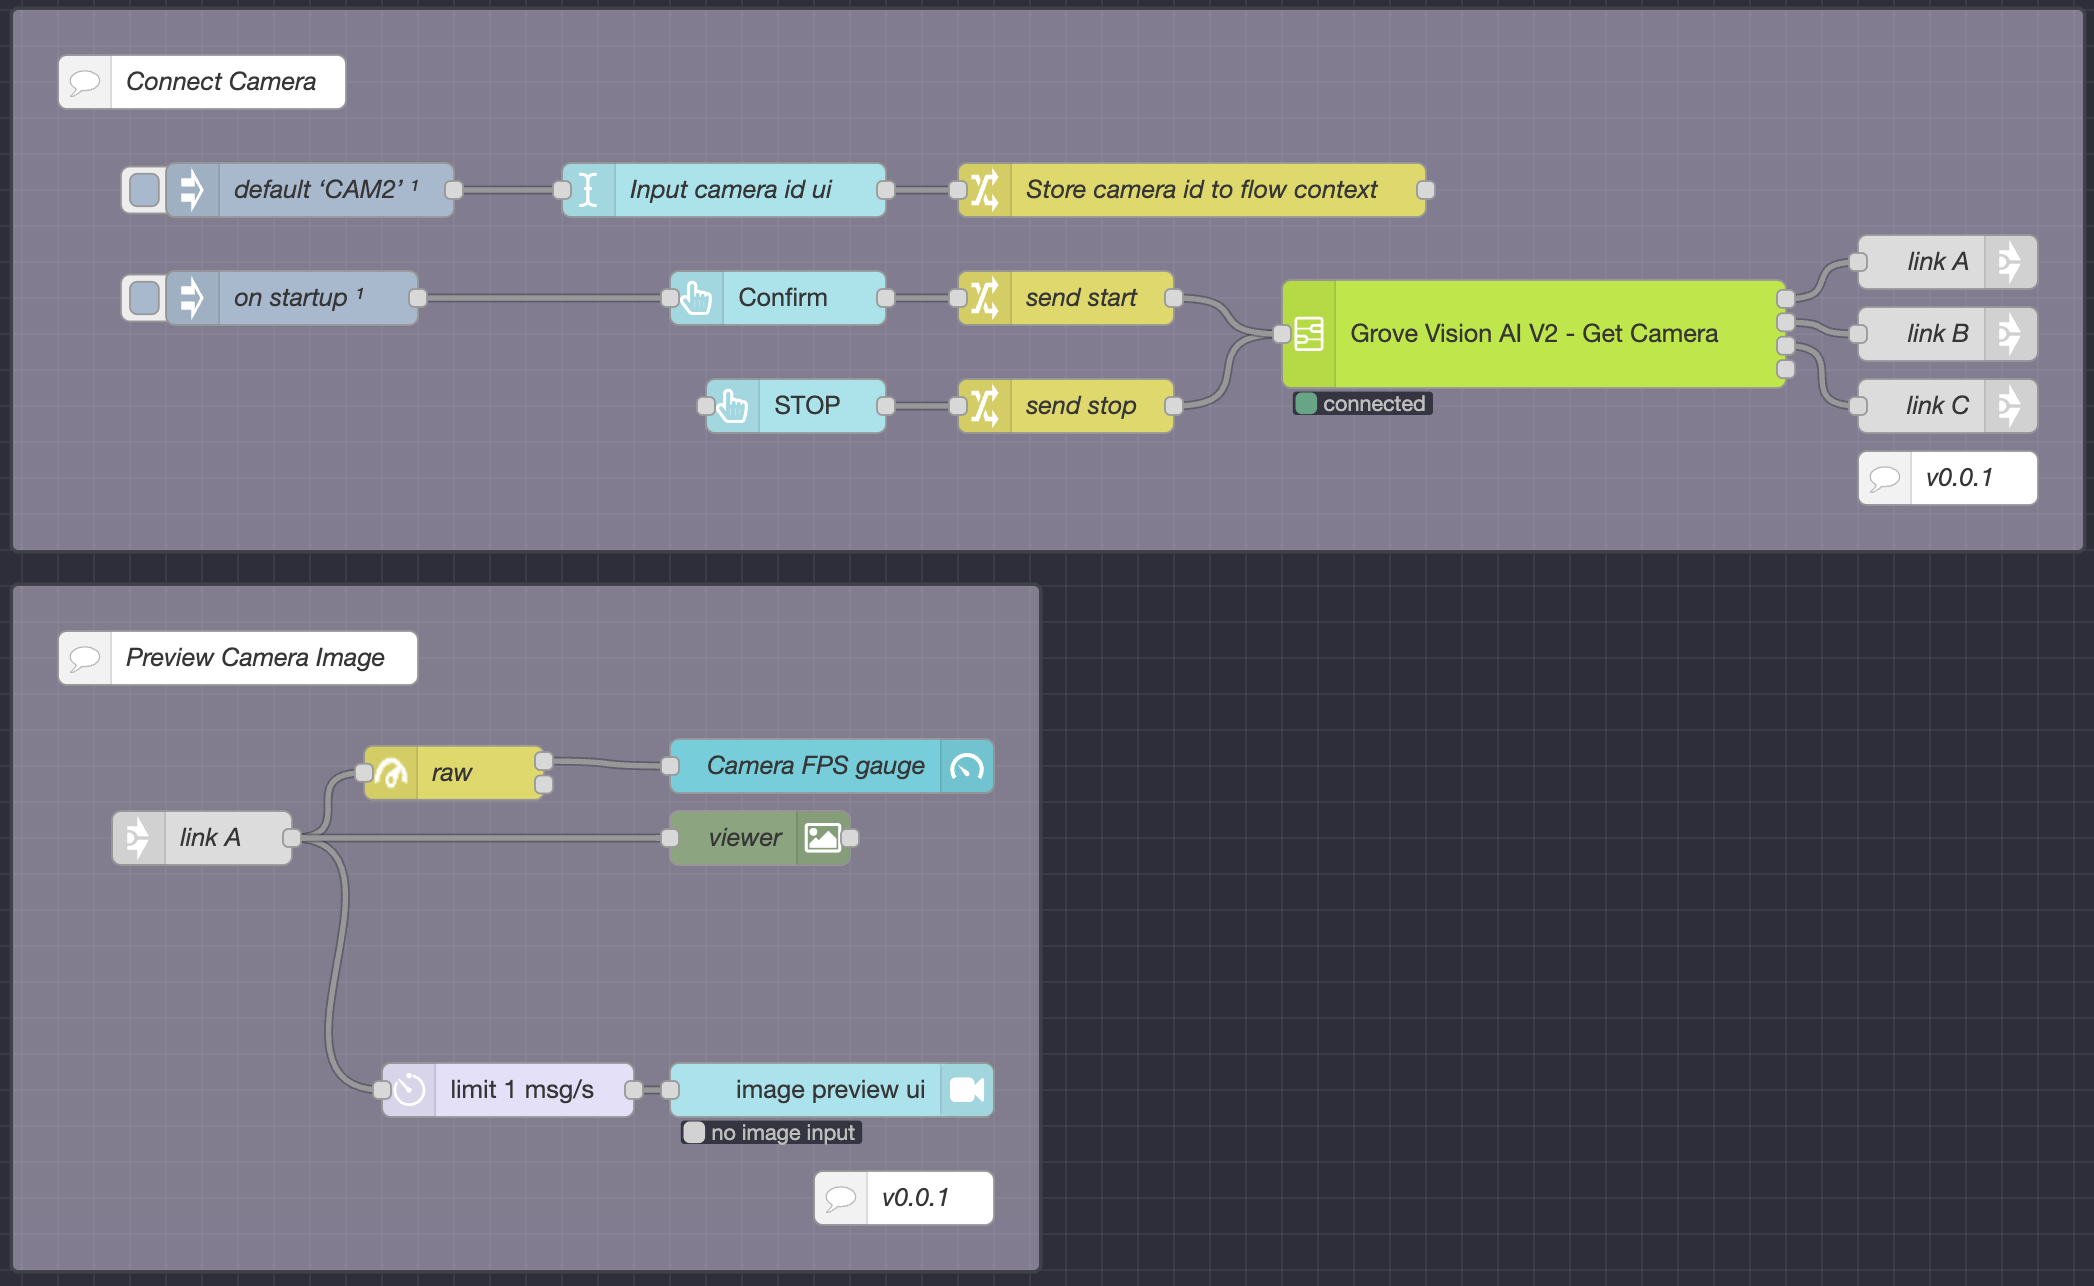 Connect Camera
default ‘CAM2’ ¹
Input camera id ui
Store camera id to flow context
on startup ¹
Confirm
send start
STOP
send stop
Grove Vision AI V2 - Get Camera
connected
link A
link B
link C
v0.0.1
Preview Camera Image
link A
raw
Camera FPS gauge
viewer
limit 1 msg/s
image preview ui
no image input
v0.0.1